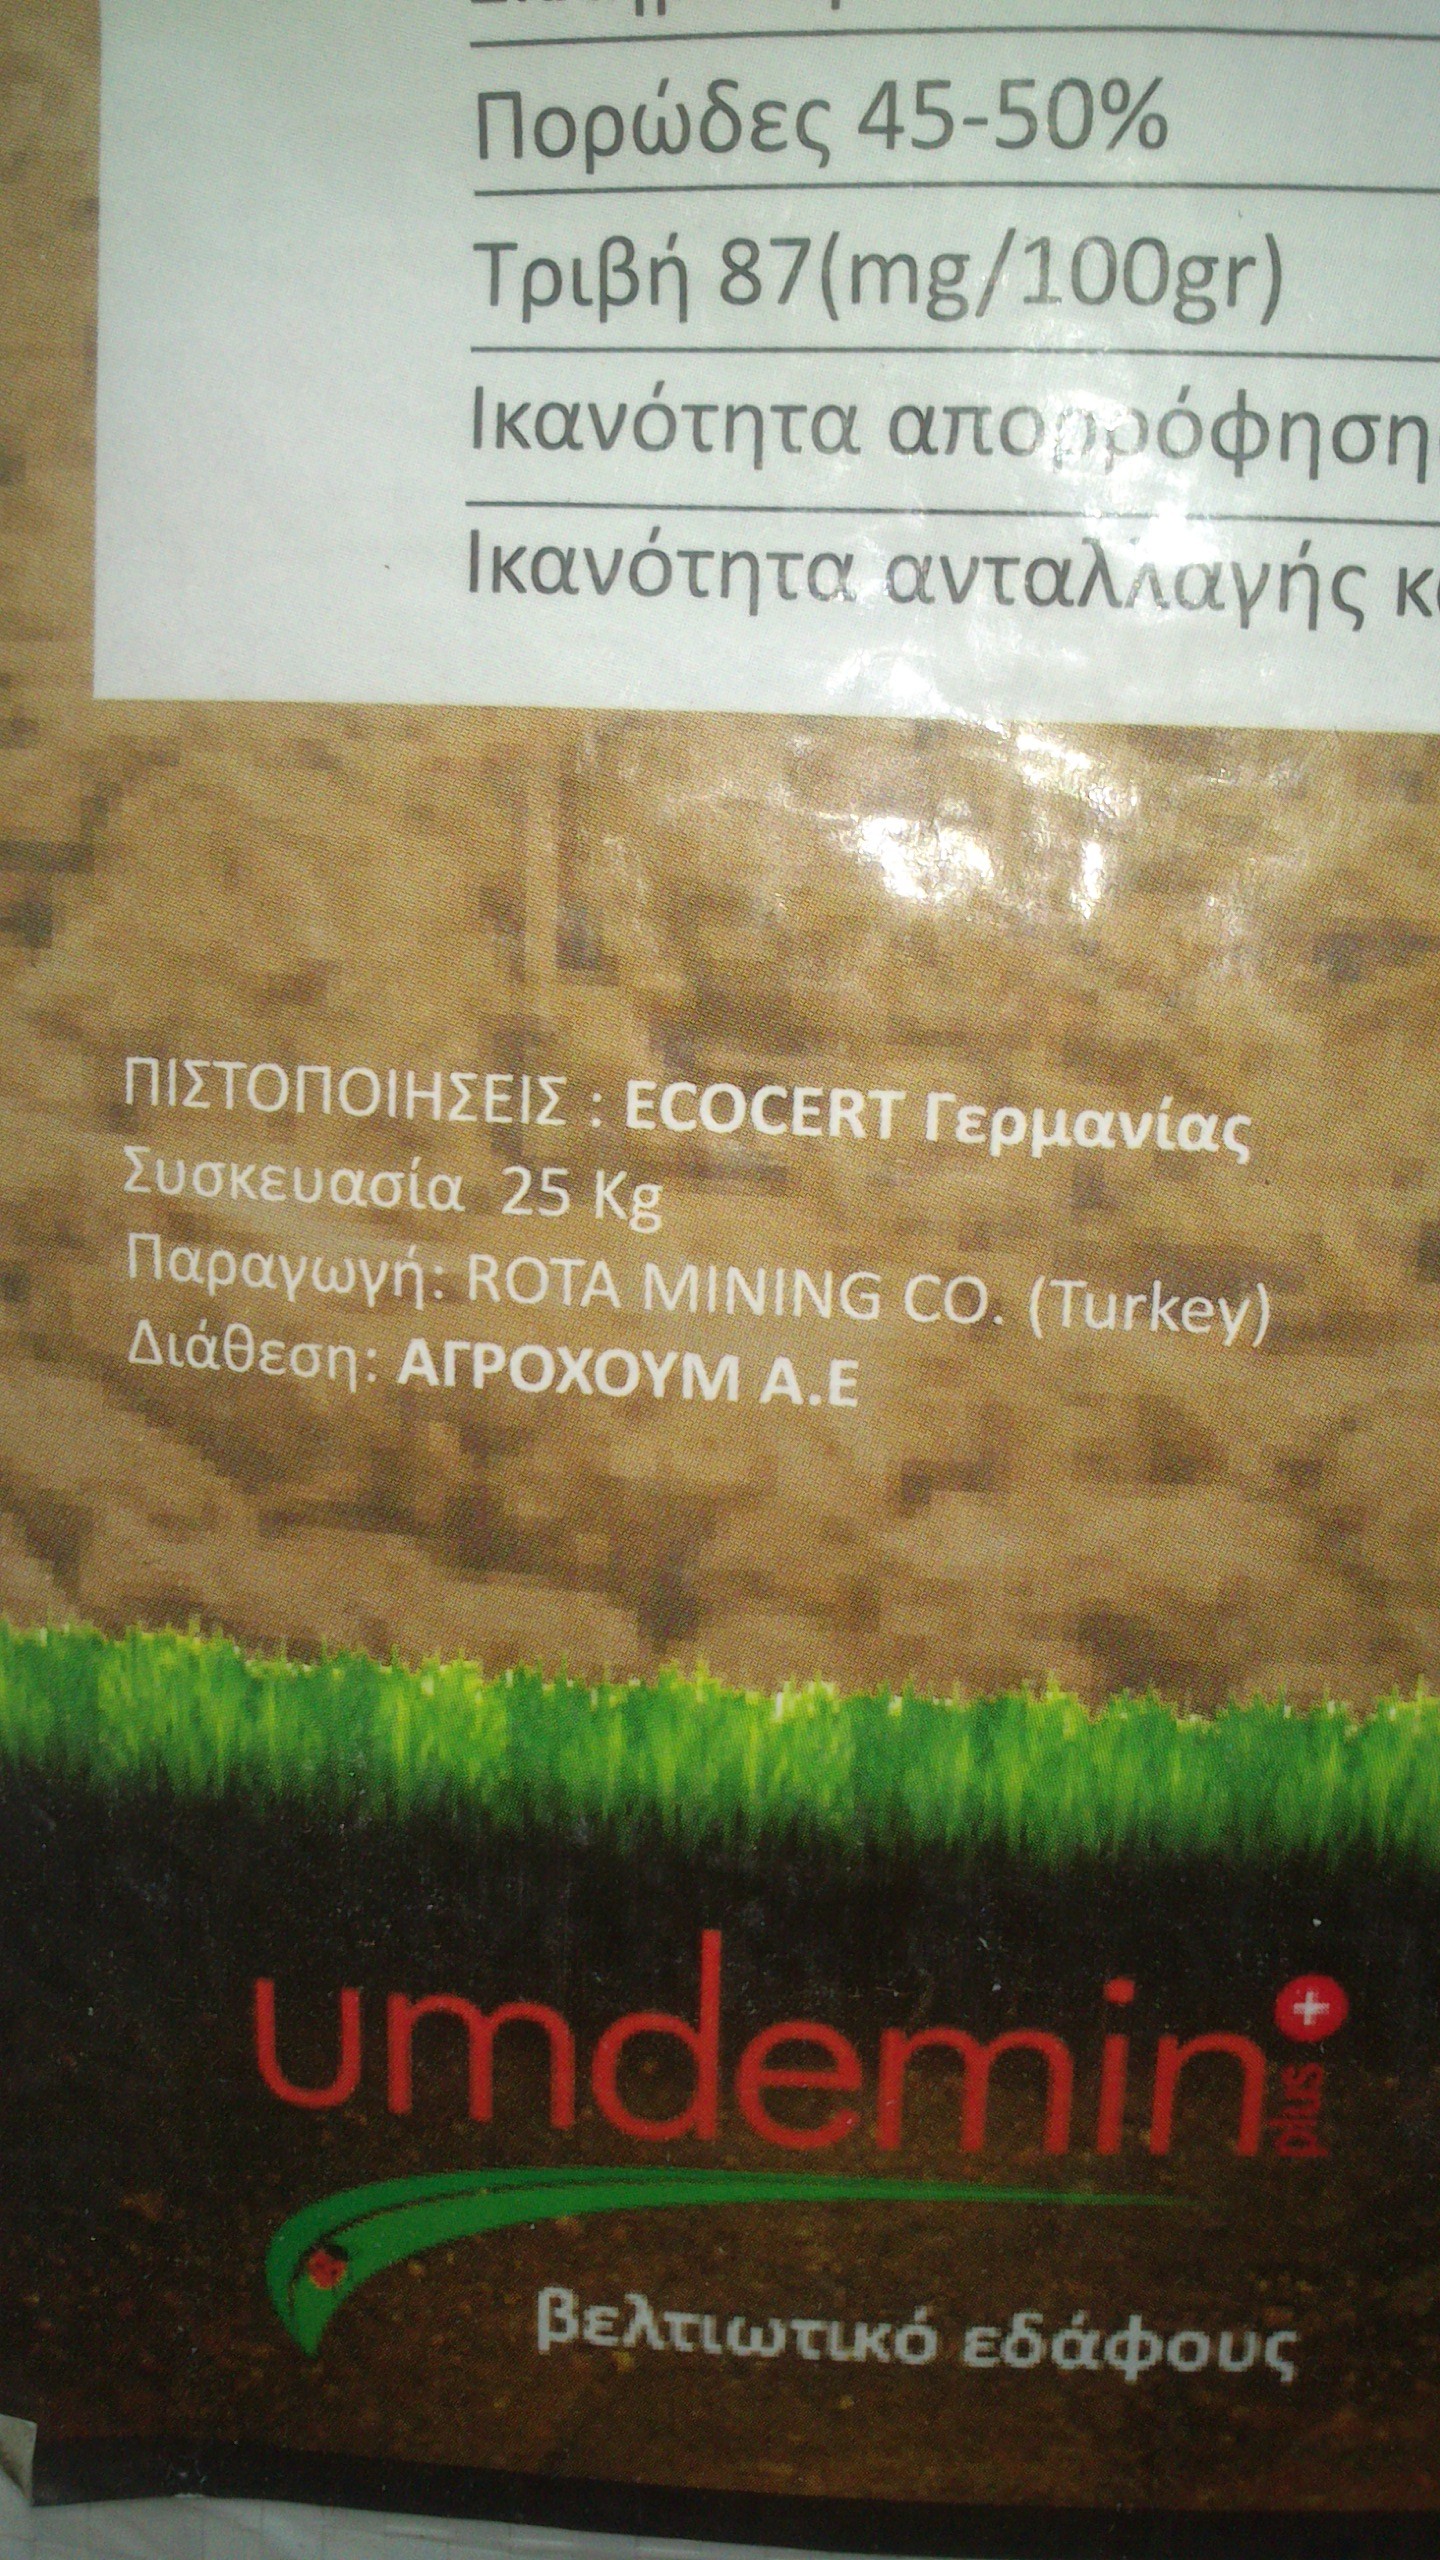 Πορώδες 45-50%
Τριβή 87(mg/100gr)
Ικανότητα απορρόφηση
Ικανότητα ανταλλαγής
ΠΙΣΤΟΠΟΙΗΣΕΙΣ : ECOCERT Γερμανίας
Συσκευασία 25 Kg
Παραγωγή: ROTA MINING CO. (Turkey)
Διάθεση: ΑΓΡΟΧΟΥΜ Α.Ε
umdemin+
plus
βελτιωτικό εδάφους